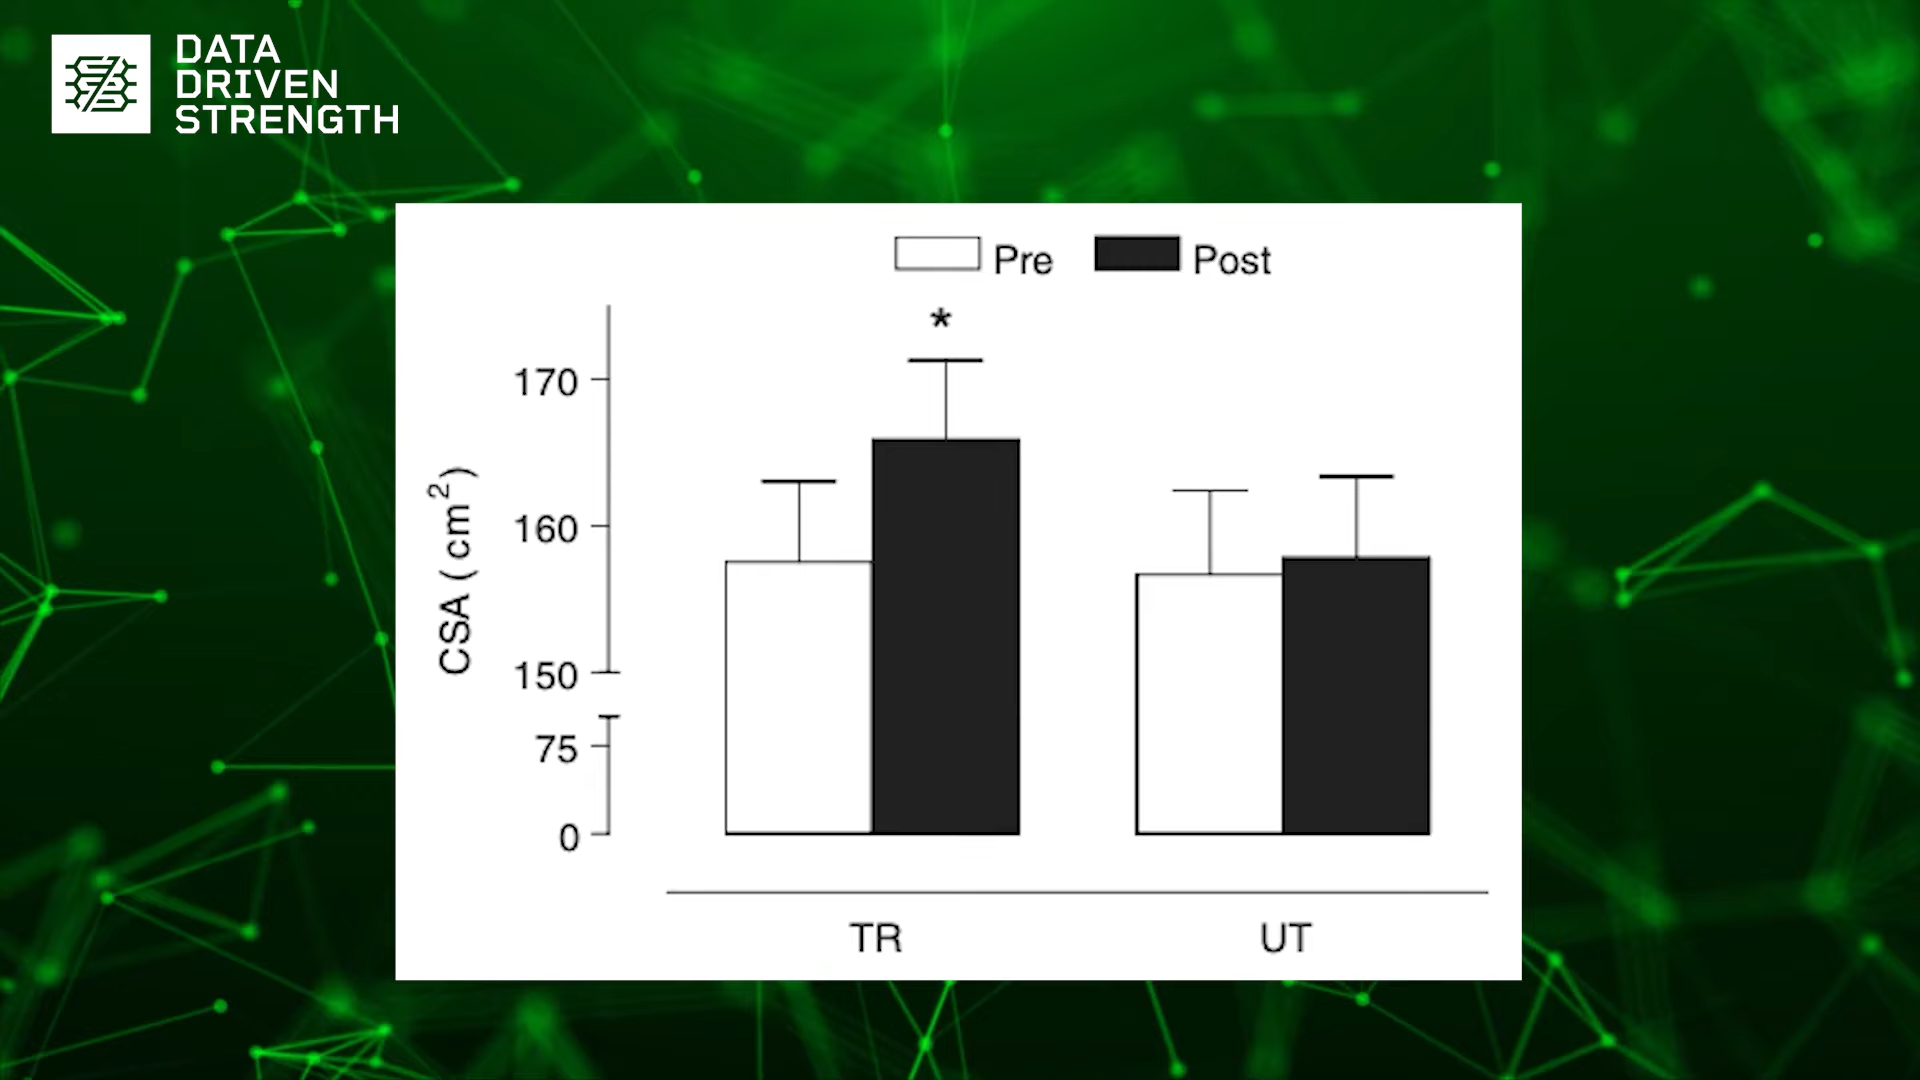 DATA
DRIVEN
STRENGTH
Pre Post
*
170
160
150
75
0
CSA (cm²)
TR UT